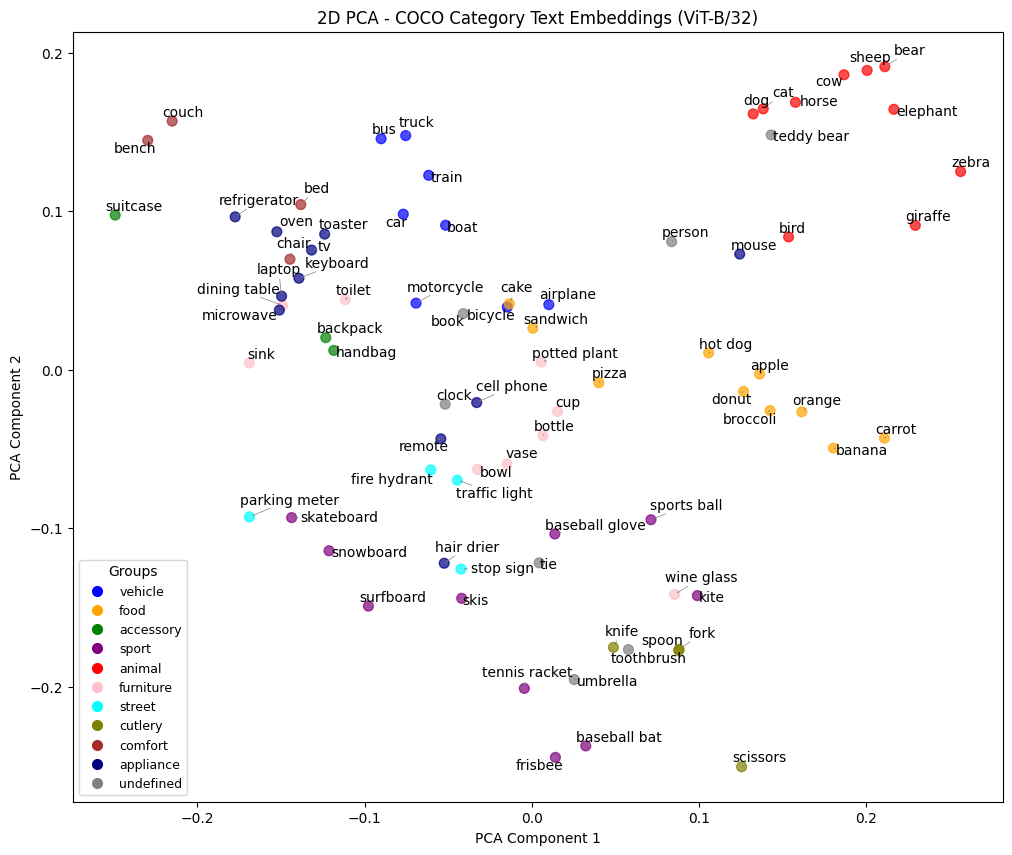 2D PCA - COCO Category Text Embeddings (ViT-B/32)
PCA Component 2
0.2
0.1
0.0
−0.1
−0.2
bear
sheep
cow
cat
dog
horse
elephant
teddy bear
zebra
giraffe
bird
person
mouse
couch
bench
bus
truck
train
car
boat
suitcase
refrigerator
bed
oven
toaster
tv
chair
keyboard
laptop
dining table
microwave
toilet
motorcycle
cake
airplane
book
bicycle
sandwich
backpack
handbag
sink
potted plant
pizza
hot dog
apple
donut
orange
broccoli
carrot
banana
clock
cell phone
cup
remote
bottle
vase
fire hydrant
bowl
traffic light
parking meter
skateboard
sports ball
baseball glove
snowboard
hair drier
stop sign
tie
surfboard
skis
wine glass
kite
knife
spoon
fork
toothbrush
tennis racket
umbrella
baseball bat
frisbee
scissors
Groups
vehicle
food
accessory
sport
animal
furniture
street
cutlery
comfort
appliance
undefined
−0.2
−0.1
0.0
0.1
0.2
PCA Component 1